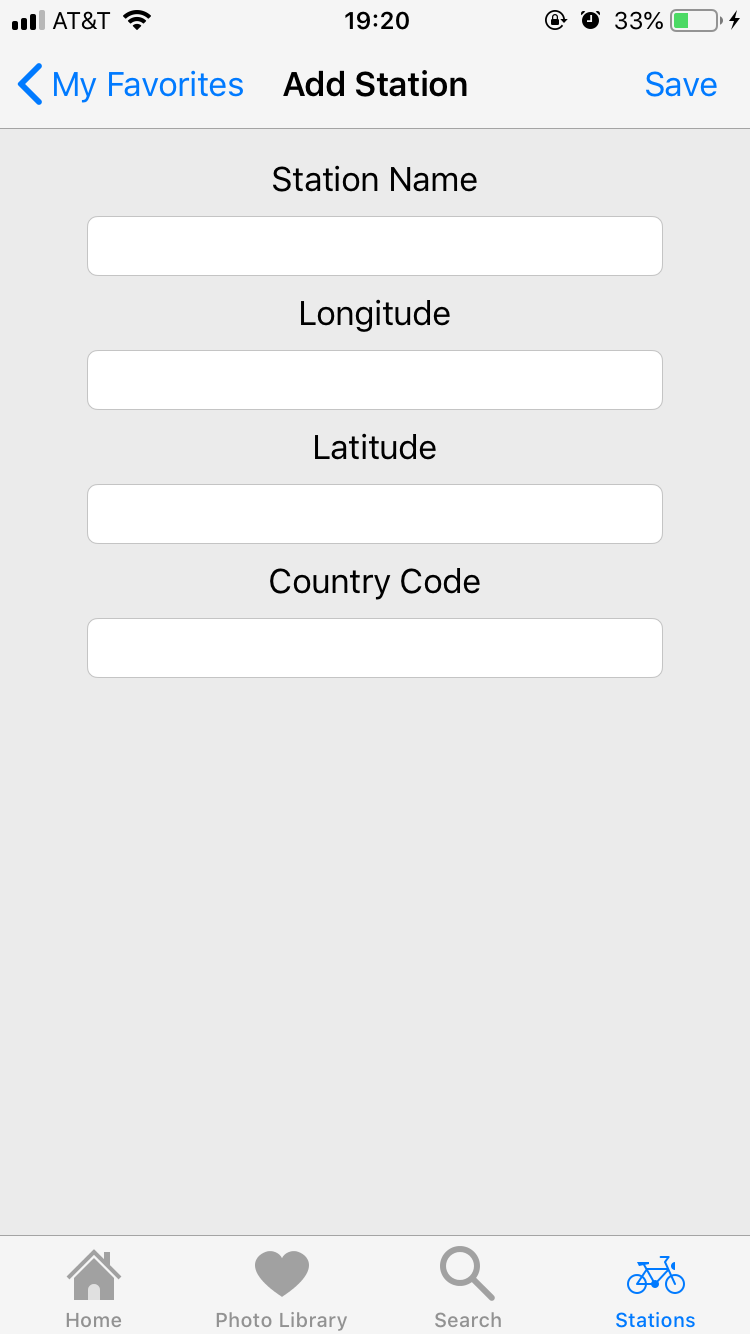 AT&T 19:20 33%
My Favorites Add Station Save
Station Name
Longitude
Latitude
Country Code
Home Photo Library Search Stations